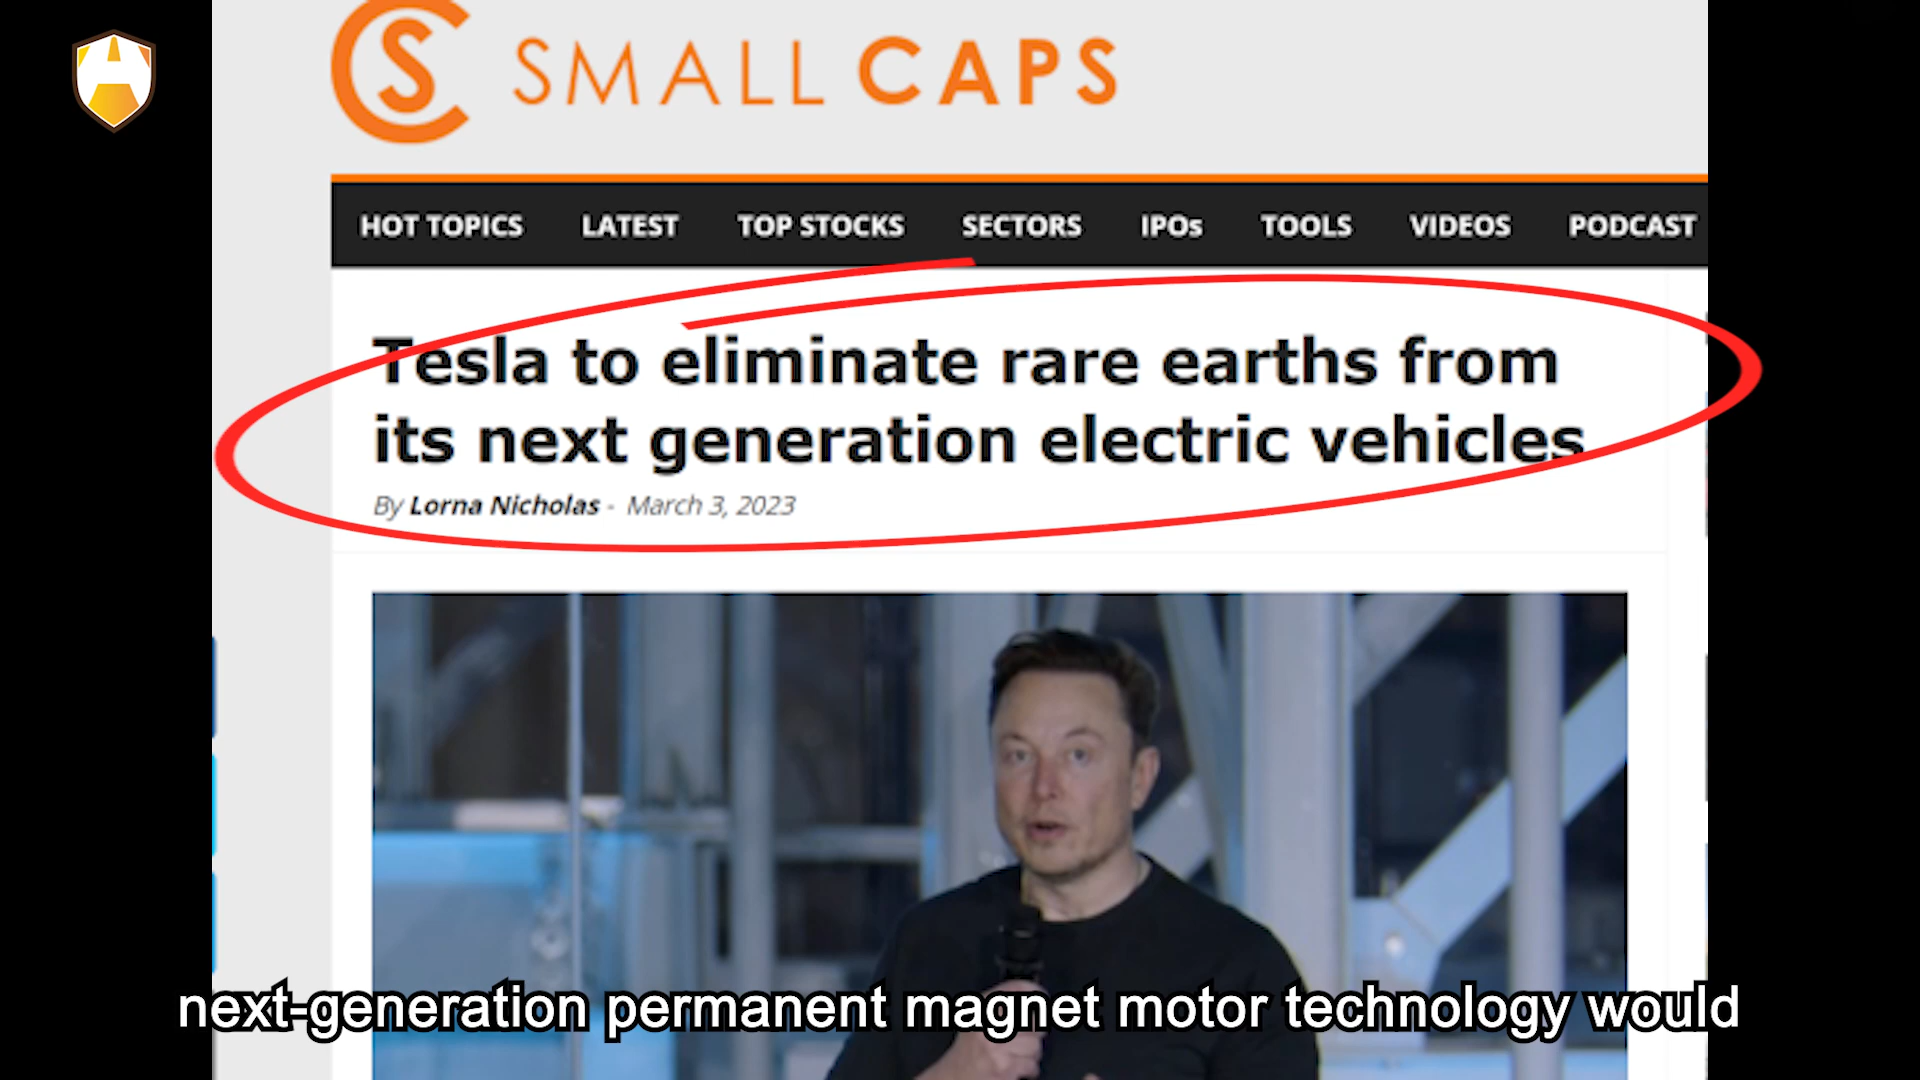 SMALL CAPS
HOT TOPICS LATEST TOP STOCKS SECTORS IPOs TOOLS VIDEOS PODCAST
Tesla to eliminate rare earths from
its next generation electric vehicles
By Lorna Nicholas - March 3, 2023
next-generation permanent magnet motor technology would